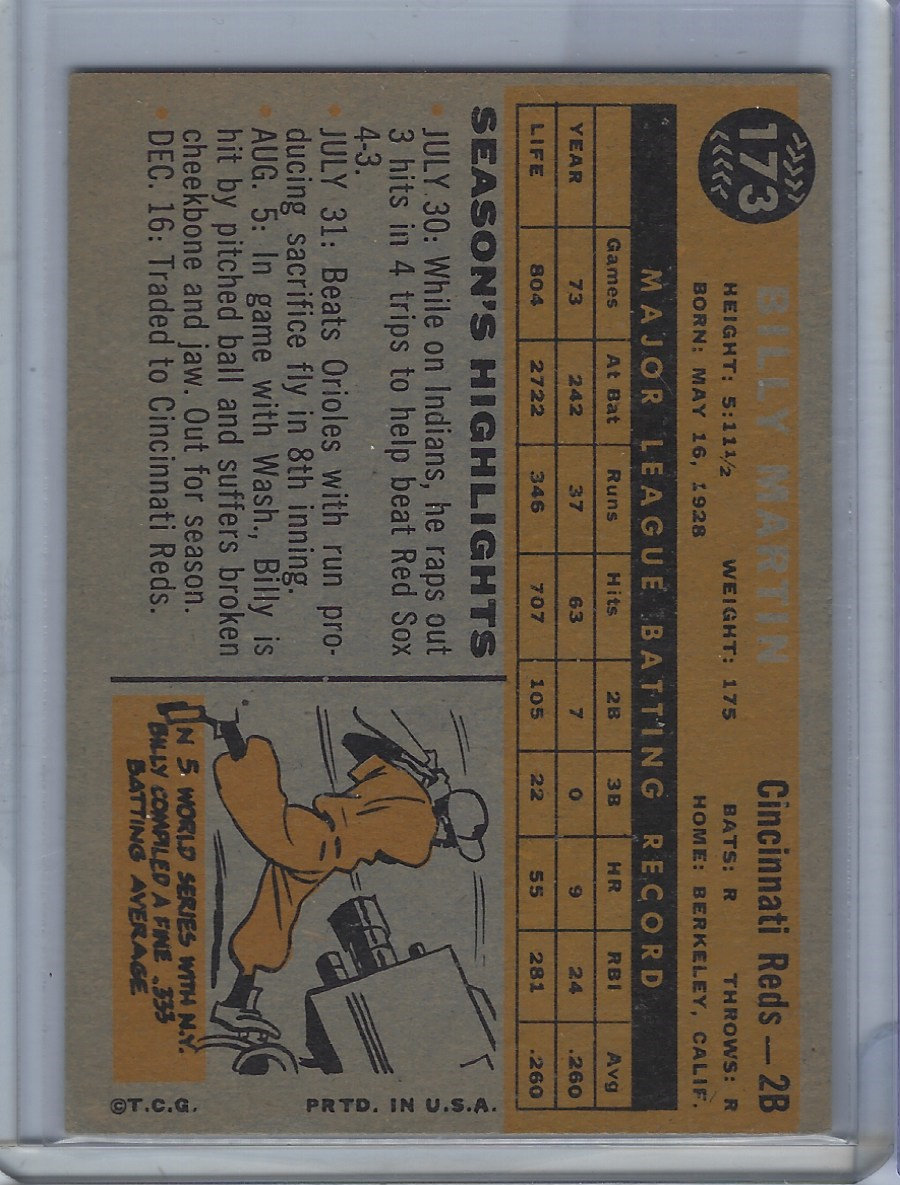 173
BILLY MARTIN
Cincinnati Reds — 2B
HEIGHT: 5:11½ WEIGHT: 175 BATS: R THROWS: R
BORN: MAY 16, 1928 HOME: BERKELEY, CALIF.
MAJOR LEAGUE BATTING RECORD
Games At Bat Runs Hits 2B 3B HR RBI Avg
YEAR 73 242 37 63 7 0 9 24 .260
LIFE 804 2722 346 707 105 22 55 281 .260
SEASON'S HIGHLIGHTS
• JULY 30: While on Indians, he raps out
3 hits in 4 trips to help beat Red Sox
4-3.
• JULY 31: Beats Orioles with run pro-
ducing sacrifice fly in 8th inning.
• AUG. 5: In game with Wash., Billy is
hit by pitched ball and suffers broken
cheekbone and jaw. Out for season.
• DEC. 16: Traded to Cincinnati Reds.
IN 5 WORLD SERIES WITH N.Y.
BILLY COMPILED A FINE .333
BATTING AVERAGE
©T.C.G. PRTD. IN U.S.A.